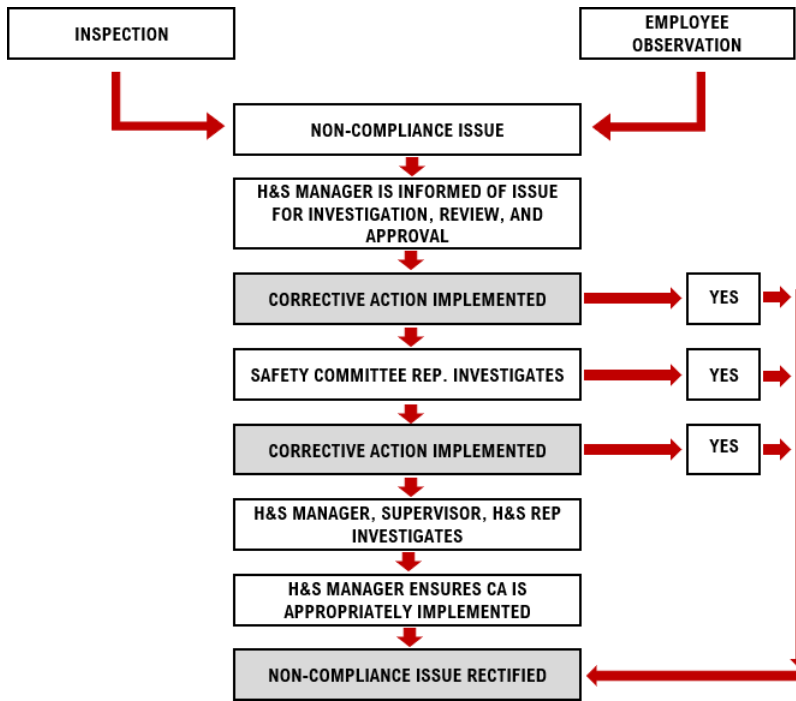 INSPECTION
EMPLOYEE
OBSERVATION
NON-COMPLIANCE ISSUE
H&S MANAGER IS INFORMED OF ISSUE
FOR INVESTIGATION, REVIEW, AND
APPROVAL
CORRECTIVE ACTION IMPLEMENTED
YES
SAFETY COMMITTEE REP. INVESTIGATES
YES
CORRECTIVE ACTION IMPLEMENTED
YES
H&S MANAGER, SUPERVISOR, H&S REP
INVESTIGATES
H&S MANAGER ENSURES CA IS
APPROPRIATELY IMPLEMENTED
NON-COMPLIANCE ISSUE RECTIFIED